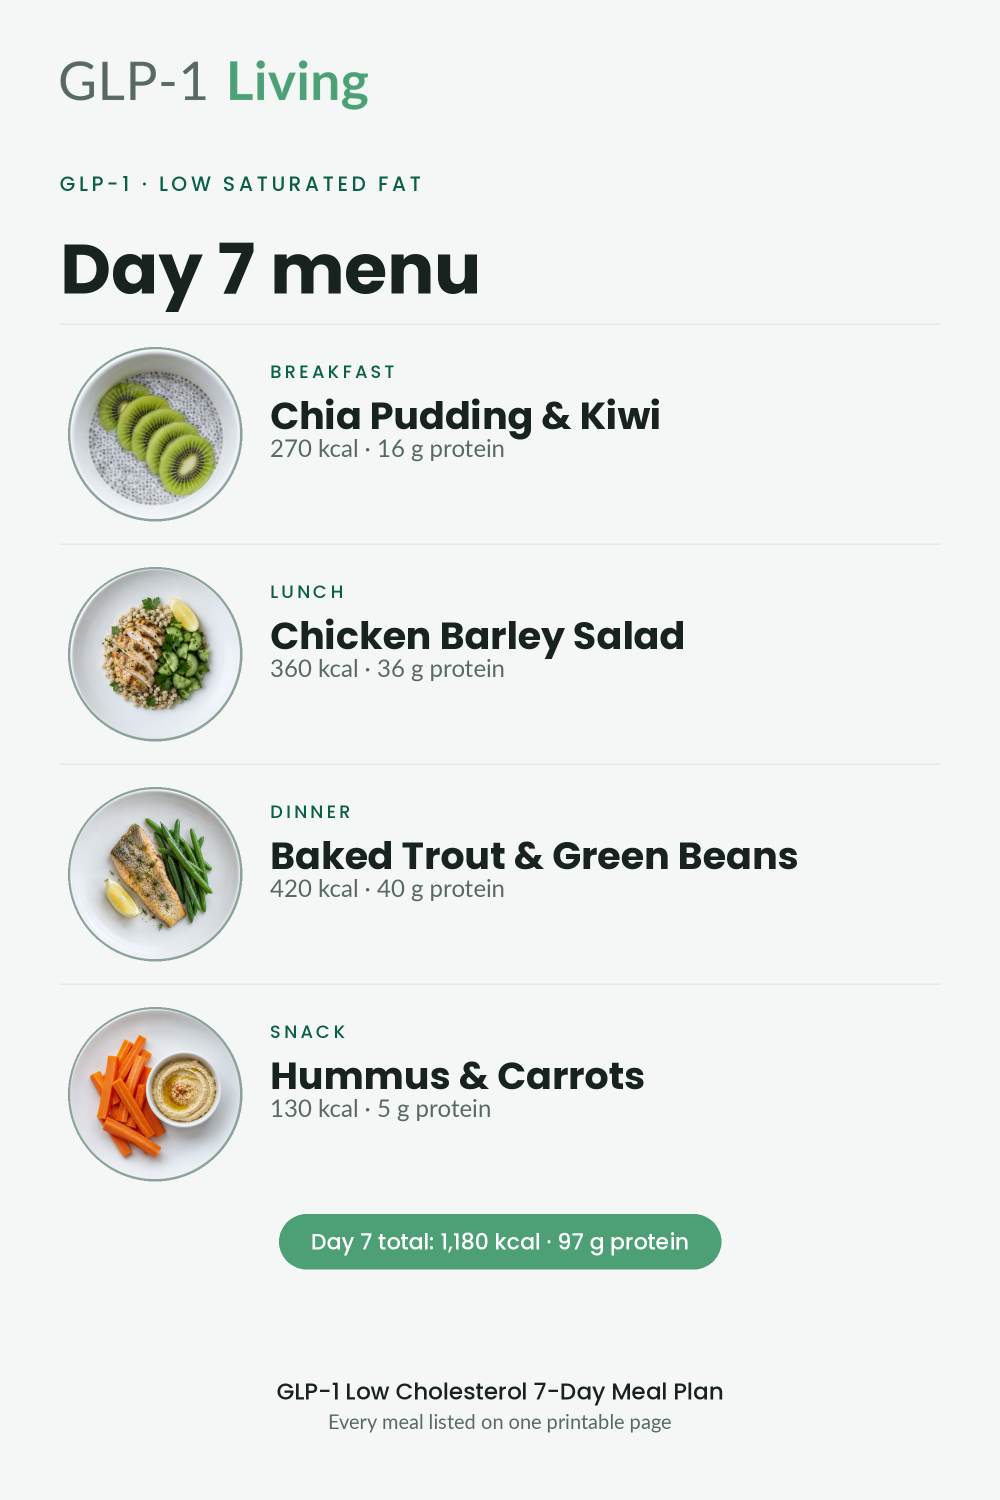 GLP-1 Living
GLP-1 · LOW SATURATED FAT
Day 7 menu
BREAKFAST
Chia Pudding & Kiwi
270 kcal · 16 g protein
LUNCH
Chicken Barley Salad
360 kcal · 36 g protein
DINNER
Baked Trout & Green Beans
420 kcal · 40 g protein
SNACK
Hummus & Carrots
130 kcal · 5 g protein
Day 7 total: 1,180 kcal · 97 g protein
GLP-1 Low Cholesterol 7-Day Meal Plan
Every meal listed on one printable page